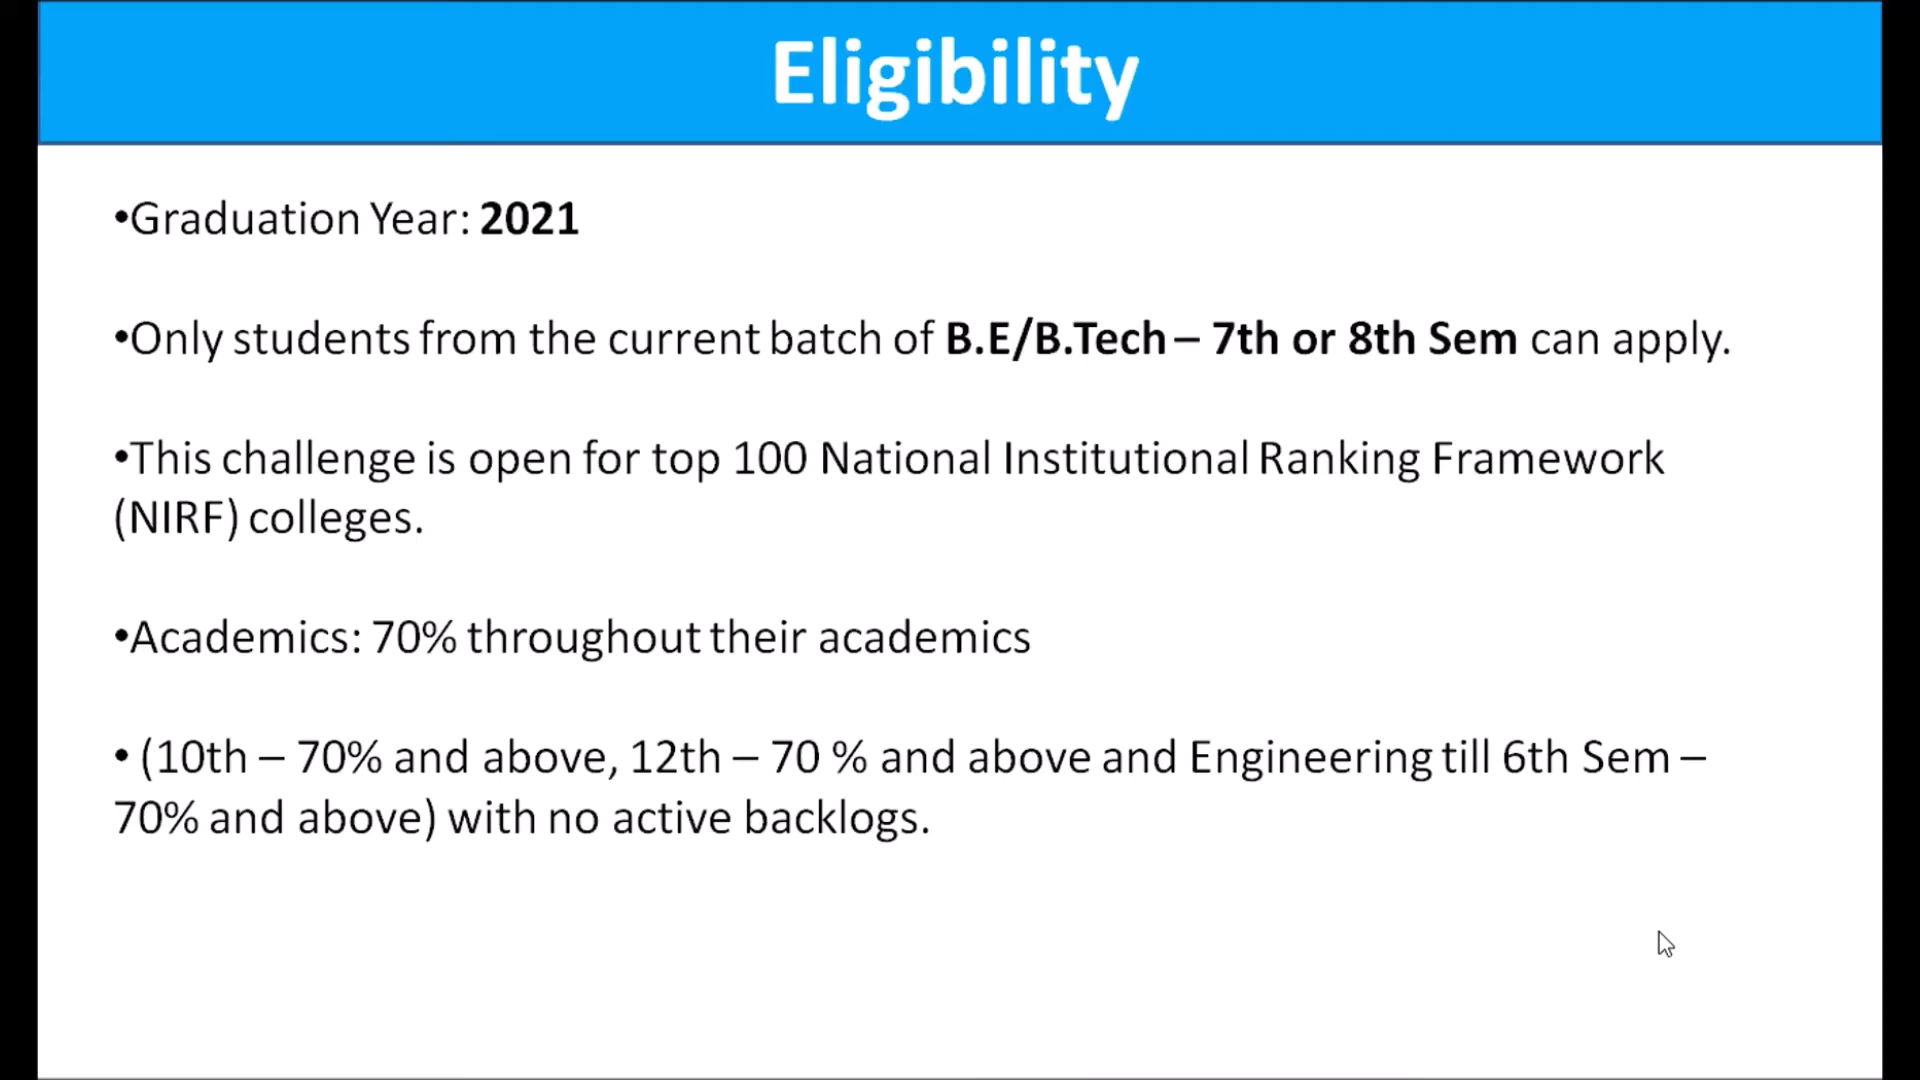 Eligibility
•Graduation Year: 2021
•Only students from the current batch of B.E/B.Tech – 7th or 8th Sem can apply.
•This challenge is open for top 100 National Institutional Ranking Framework
(NIRF) colleges.
•Academics: 70% throughout their academics
• (10th – 70% and above, 12th – 70 % and above and Engineering till 6th Sem –
70% and above) with no active backlogs.